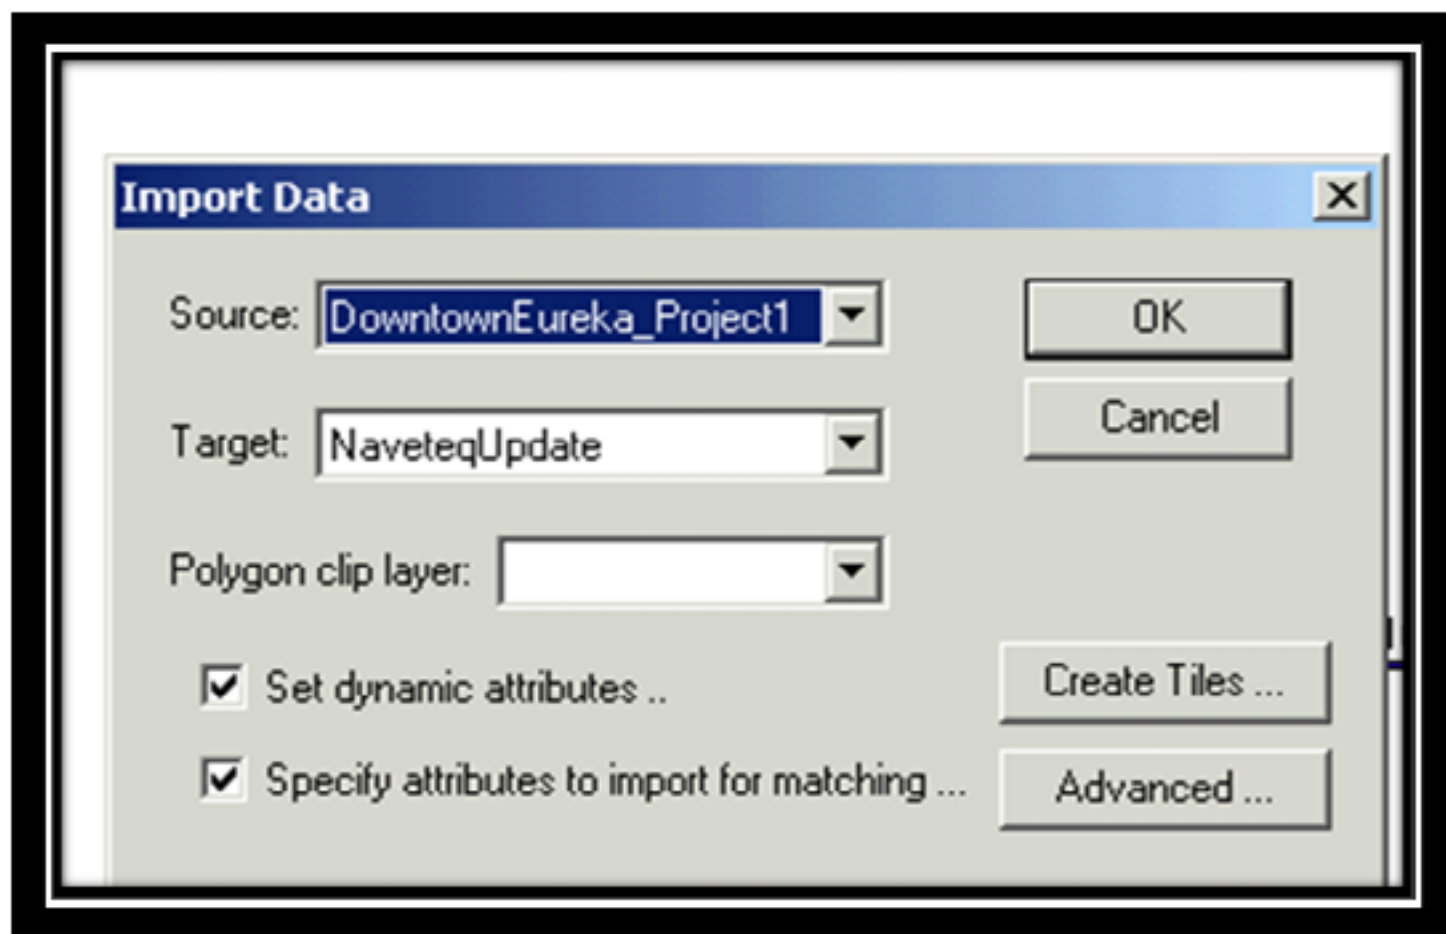 Import Data
Source: DowntownEureka_Project1 OK
Target: NaveteqUpdate Cancel
Polygon clip layer:
Set dynamic attributes .. Create Tiles ...
Specify attributes to import for matching ... Advanced ...